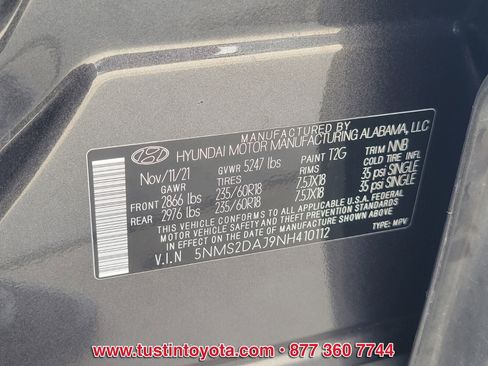 MANUFACTURED BY
HYUNDAI MOTOR MANUFACTURING ALABAMA, LLC
Nov/11/21 GVWR 5247 lbs PAINT T2G TRIM NNB
GAWR TIRES RIMS COLD TIRE INFl
FRONT 2866 lbs 235/60R18 7.5JX18 35 psi SINGLE
REAR 2976 lbs 235/60R18 7.5JX18 35 psi SINGLE
THIS VEHICLE CONFORMS TO ALL APPLICABLE U.S.A. FEDERAL
MOTOR VEHICLE SAFETY AND THEFT PREVENTION STANDARDS
IN EFFECT ON THE DATE OF MANUFACTURE SHOWN ABOVE.
V.I.N 5NMS2DAJ9NH410112 TYPE: MPV
www.tustintoyota.com • 877 360 7744